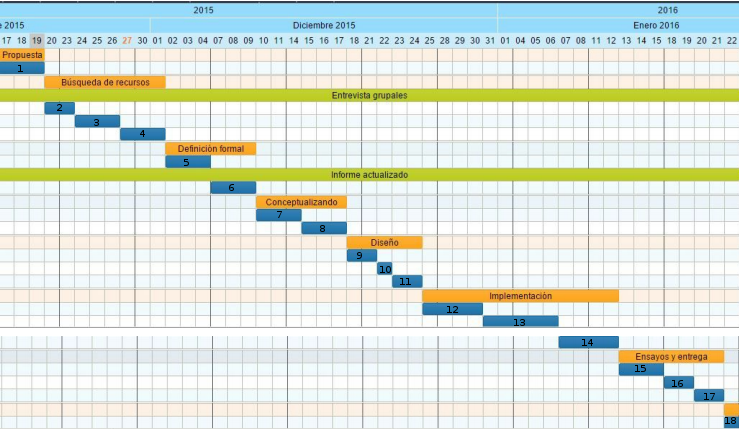 2015 2016
e 2015 Diciembre 2015 Enero 2016
17 18 19 20 23 24 25 26 27 30 01 02 03 04 07 08 09 10 11 14 15 16 17 18 21 22 23 24 25 28 29 30 31 01 04 05 06 07 08 11 12 13 14 15 18 19 20 21 22
Propuesta
1
Búsqueda de recursos
Entrevista grupales
2
3
4
Definición formal
5
Informe actualizado
6
Conceptualizando
7
8
Diseño
9
10
11
Implementación
12
13
14
Ensayos y entrega
15
16
17
18